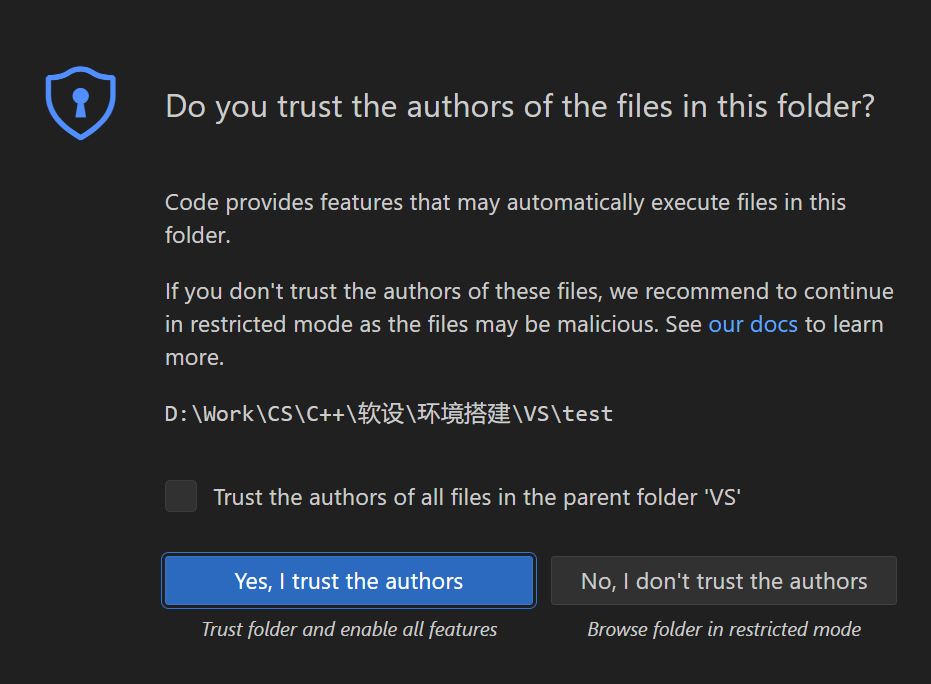 Do you trust the authors of the files in this folder?
Code provides features that may automatically execute files in this
folder.
If you don't trust the authors of these files, we recommend to continue
in restricted mode as the files may be malicious. See our docs to learn
more.
D:\Work\CS\C++\软设\环境搭建\VS\test
Trust the authors of all files in the parent folder 'VS'
Yes, I trust the authors
No, I don't trust the authors
Trust folder and enable all features
Browse folder in restricted mode